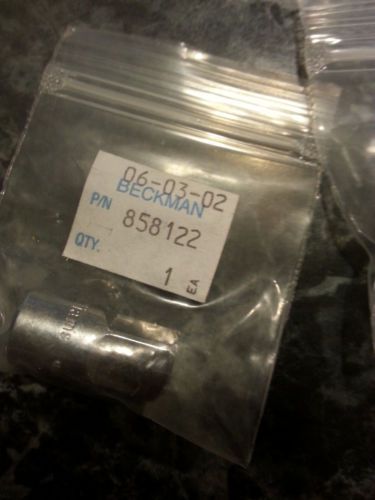 06-03-02
BECKMAN
P/N 858122
QTY. 1 EA